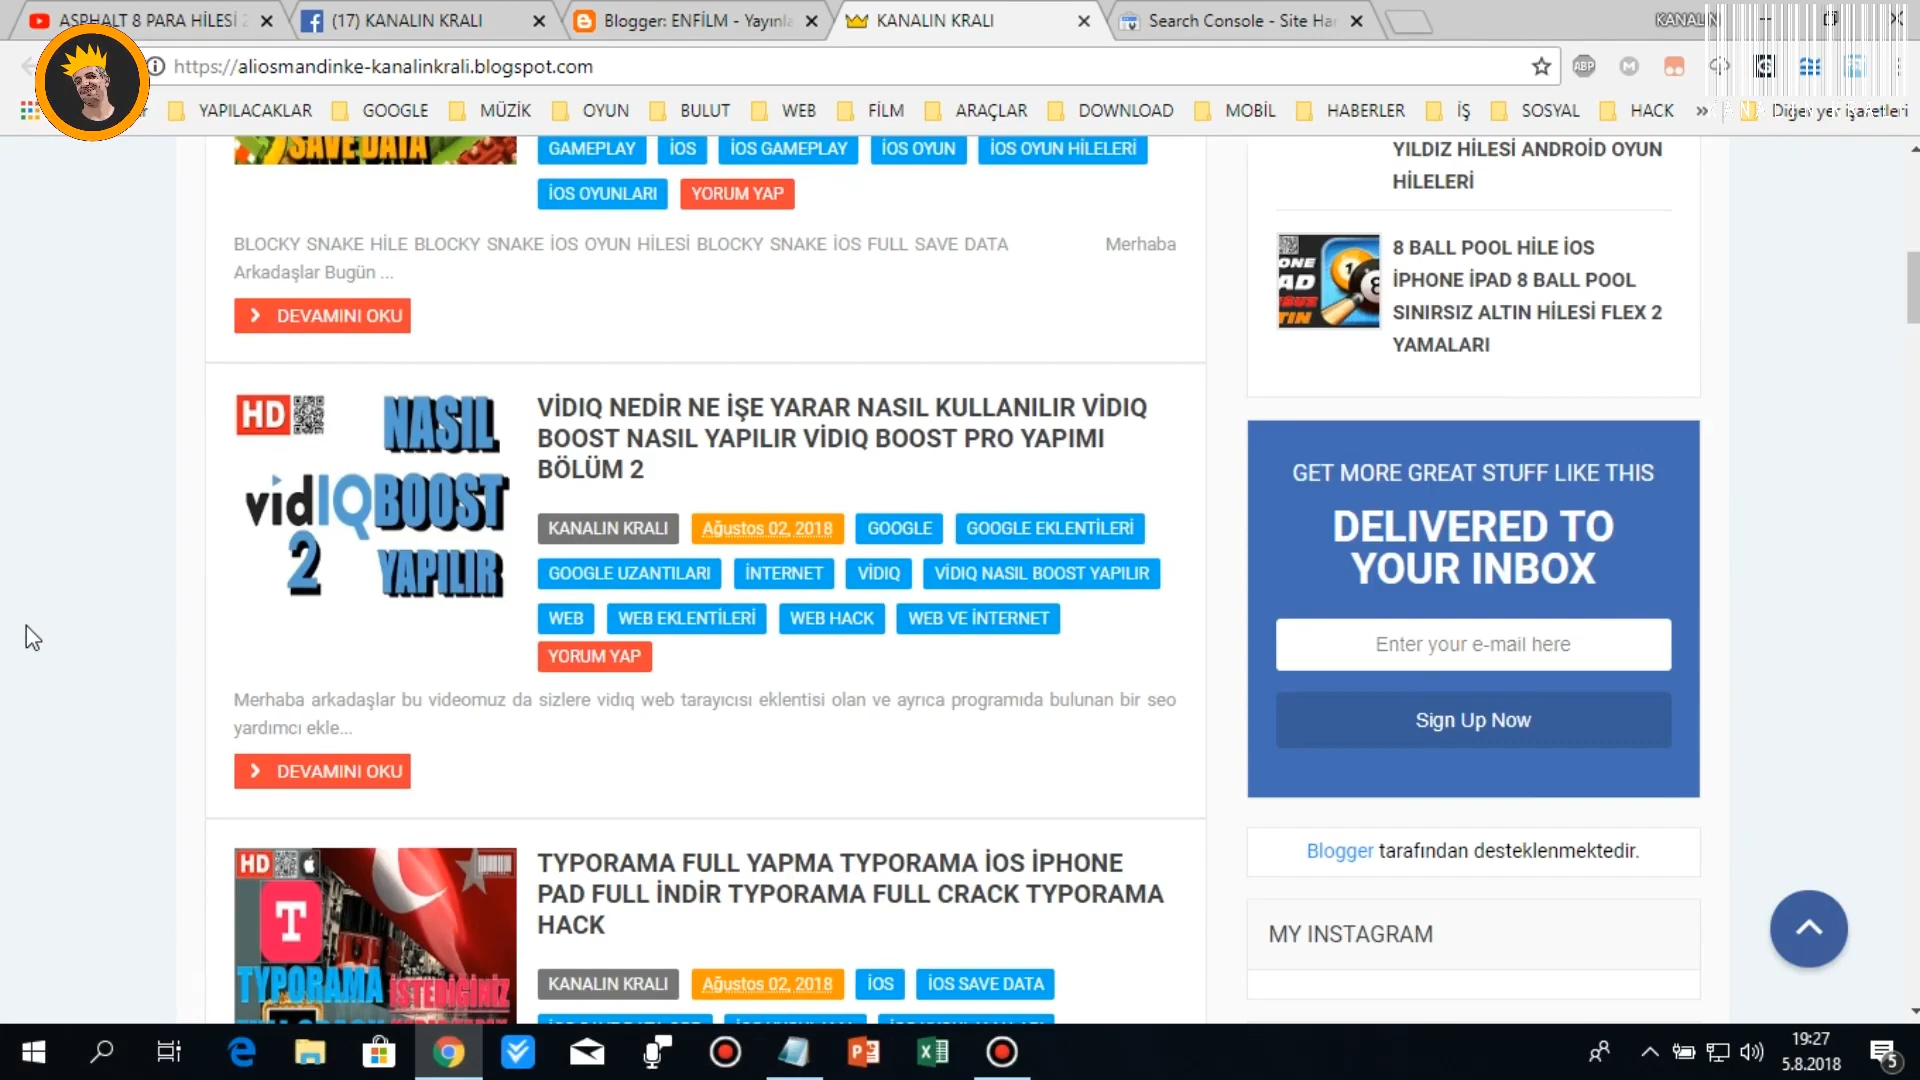 ASPHALT 8 PARA HİLESİ 2
(17) KANALIN KRALI
Blogger: ENFİLM - Yayınla
KANALIN KRALI
Search Console - Site Har
KANALIN
https://aliosmandinke-kanalinkrali.blogspot.com
ABP
YAPILACAKLAR
GOOGLE
MÜZİK
OYUN
BULUT
WEB
FİLM
ARAÇLAR
DOWNLOAD
MOBİL
HABERLER
İŞ
SOSYAL
HACK
»
Diğer yer işaretleri
SAVE DATA
GAMEPLAY
İOS
İOS GAMEPLAY
İOS OYUN
İOS OYUN HİLELERİ
İOS OYUNLARI
YORUM YAP
BLOCKY SNAKE HİLE BLOCKY SNAKE İOS OYUN HİLESİ BLOCKY SNAKE İOS FULL SAVE DATA Merhaba
Arkadaşlar Bugün ...
DEVAMINI OKU
HD
NASIL
vidIQ BOOST
2 YAPILIR
VİDIQ NEDİR NE İŞE YARAR NASIL KULLANILIR VİDIQ
BOOST NASIL YAPILIR VİDIQ BOOST PRO YAPIMI
BÖLÜM 2
KANALIN KRALI
Ağustos 02, 2018
GOOGLE
GOOGLE EKLENTİLERİ
GOOGLE UZANTILARI
İNTERNET
VİDIQ
VİDIQ NASIL BOOST YAPILIR
WEB
WEB EKLENTİLERİ
WEB HACK
WEB VE İNTERNET
YORUM YAP
Merhaba arkadaşlar bu videomuz da sizlere vidıq web tarayıcısı eklentisi olan ve ayrıca programıda bulunan bir seo
yardımcı ekle...
DEVAMINI OKU
HD
T
TYPORAMA İSTEDİĞİNİZ
TYPORAMA FULL YAPMA TYPORAMA İOS İPHONE
PAD FULL İNDİR TYPORAMA FULL CRACK TYPORAMA
HACK
KANALIN KRALI
Ağustos 02, 2018
İOS
İOS SAVE DATA
YILDIZ HİLESİ ANDROİD OYUN
HİLELERİ
8 BALL POOL HİLE İOS
İPHONE İPAD 8 BALL POOL
SINIRSIZ ALTIN HİLESİ FLEX 2
YAMALARI
GET MORE GREAT STUFF LIKE THIS
DELIVERED TO
YOUR INBOX
Enter your e-mail here
Sign Up Now
Blogger tarafından desteklenmektedir.
MY INSTAGRAM
19:27
5.8.2018
5